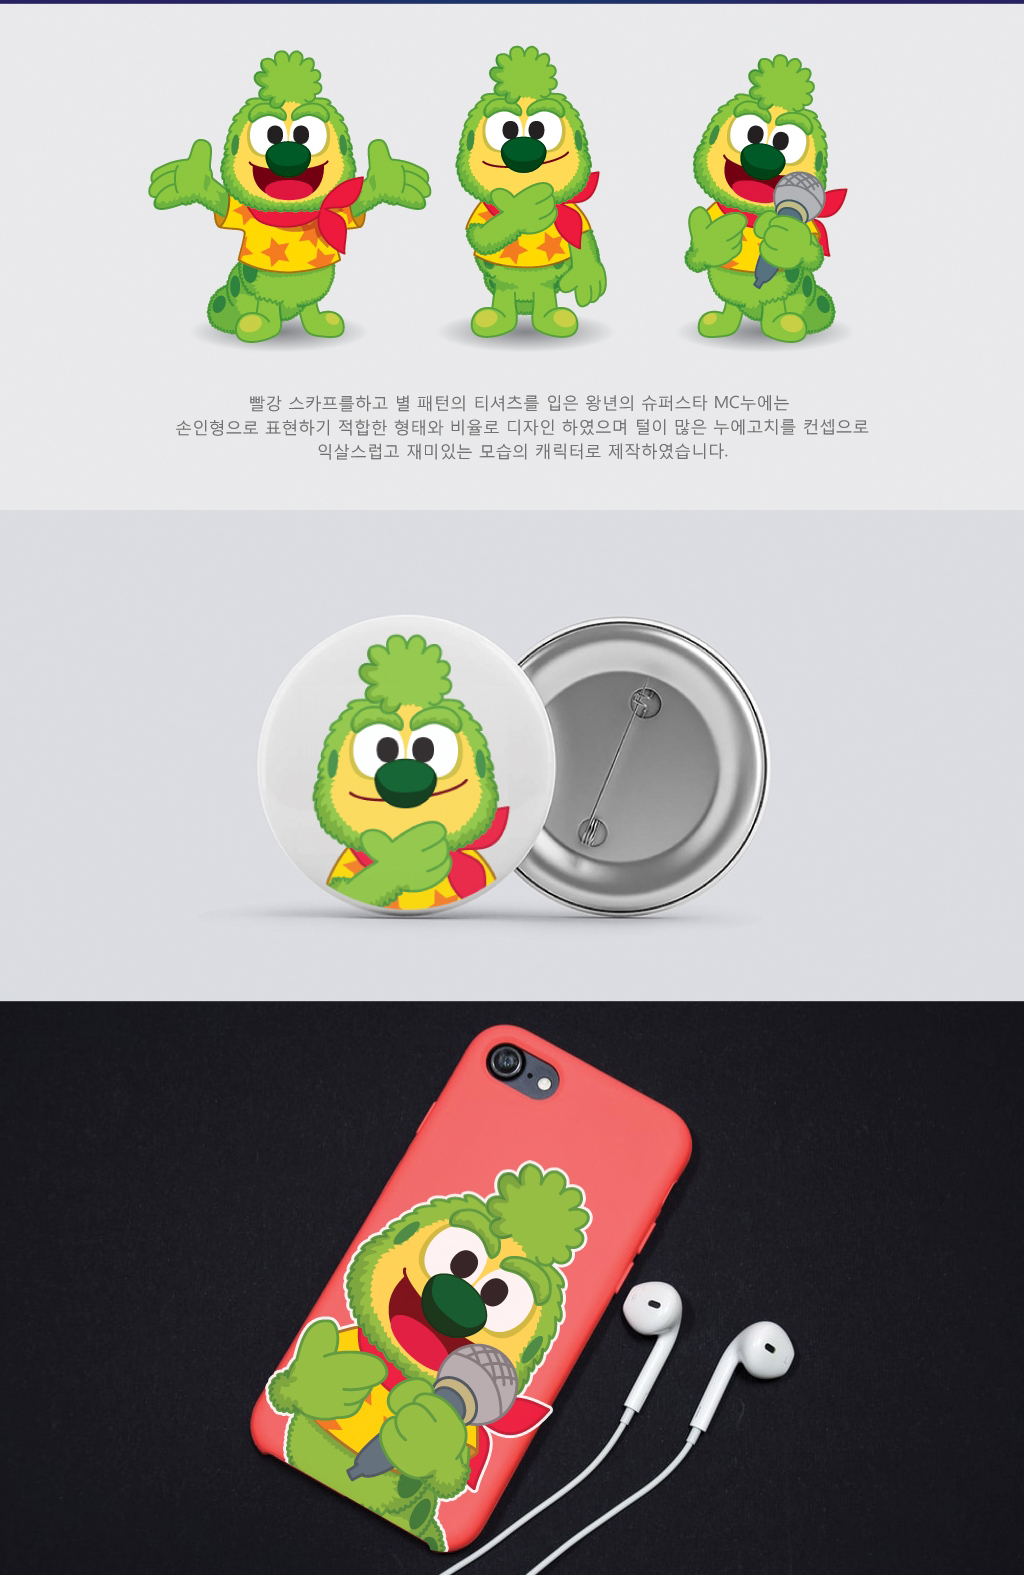 빨강 스카프를하고 별 패턴의 티셔츠를 입은 왕년의 슈퍼스타 MC누에는
손인형으로 표현하기 적합한 형태와 비율로 디자인 하였으며 털이 많은 누에고치를 컨셉으로
익살스럽고 재미있는 모습의 캐릭터로 제작하였습니다.